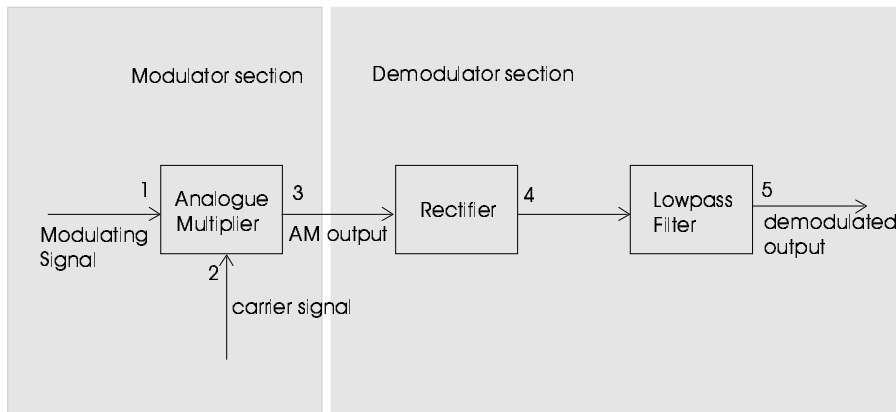 Modulator section
Demodulator section
1
Analogue
Multiplier
3
Rectifier
4
Lowpass
Filter
5
Modulating
Signal
AM output
demodulated
output
2
carrier signal